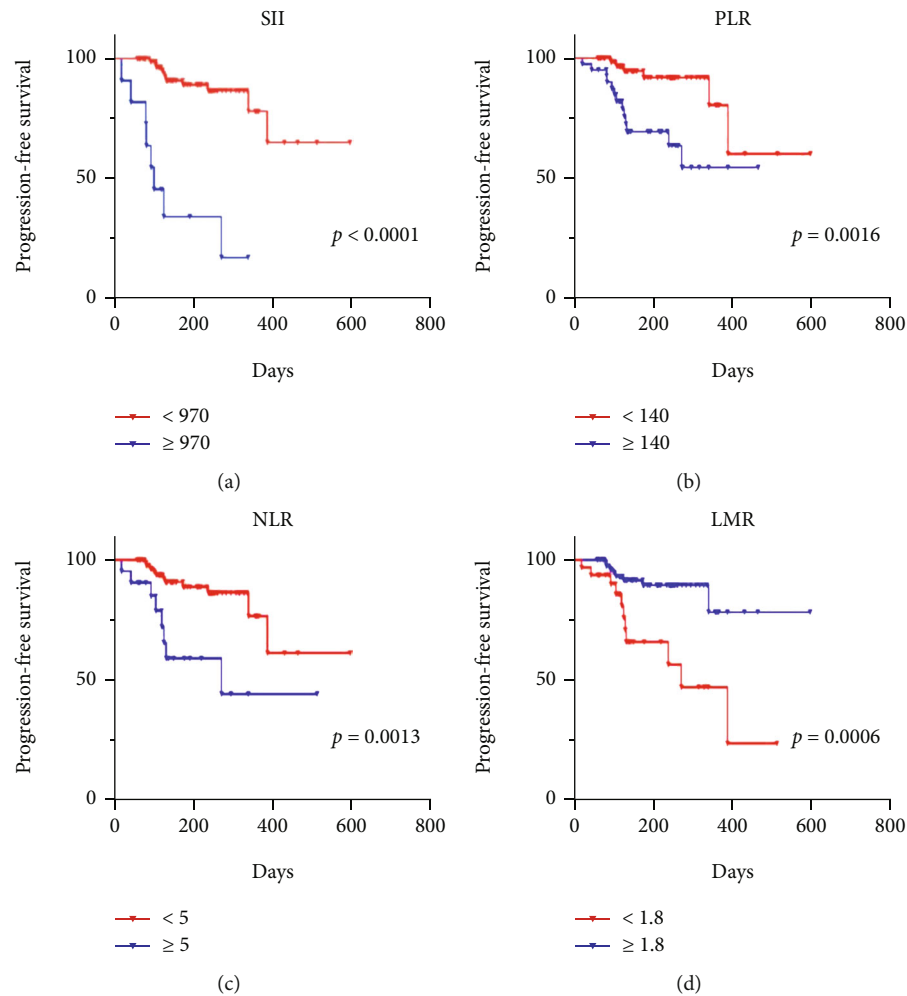 SII
Progression-free survival
100
50
0
p < 0.0001
0 200 400 600 800
Days
< 970
≥ 970
(a)
PLR
Progression-free survival
100
50
0
p = 0.0016
0 200 400 600 800
Days
< 140
≥ 140
(b)
NLR
Progression-free survival
100
50
0
p = 0.0013
0 200 400 600 800
Days
< 5
≥ 5
(c)
LMR
Progression-free survival
100
50
0
p = 0.0006
0 200 400 600 800
Days
< 1.8
≥ 1.8
(d)